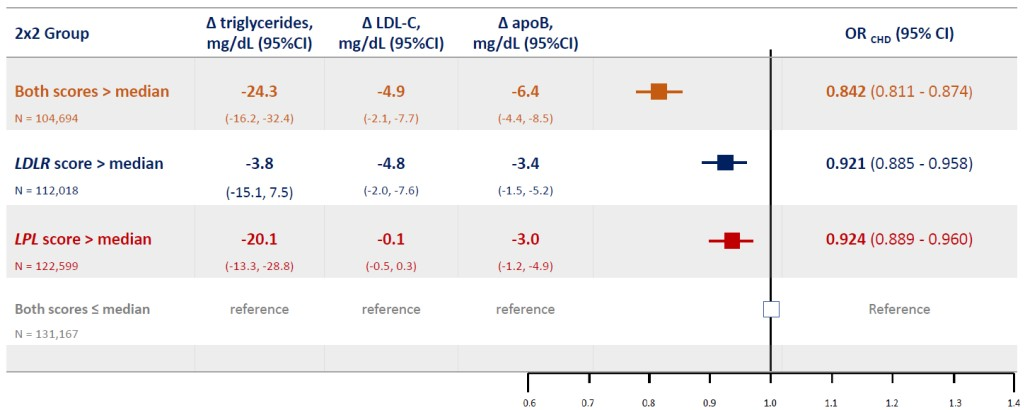 2x2 Group
Δ triglycerides,
mg/dL (95%CI)
Δ LDL-C,
mg/dL (95%CI)
Δ apoB,
mg/dL (95%CI)
OR CHD (95% CI)
Both scores > median
N = 104,694
-24.3
(-16.2, -32.4)
-4.9
(-2.1, -7.7)
-6.4
(-4.4, -8.5)
0.842 (0.811 - 0.874)
LDLR score > median
N = 112,018
-3.8
(-15.1, 7.5)
-4.8
(-2.0, -7.6)
-3.4
(-1.5, -5.2)
0.921 (0.885 - 0.958)
LPL score > median
N = 122,599
-20.1
(-13.3, -28.8)
-0.1
(-0.5, 0.3)
-3.0
(-1.2, -4.9)
0.924 (0.889 - 0.960)
Both scores ≤ median
N = 131,167
reference
reference
reference
Reference
0.6 0.7 0.8 0.9 1.0 1.1 1.2 1.3 1.4